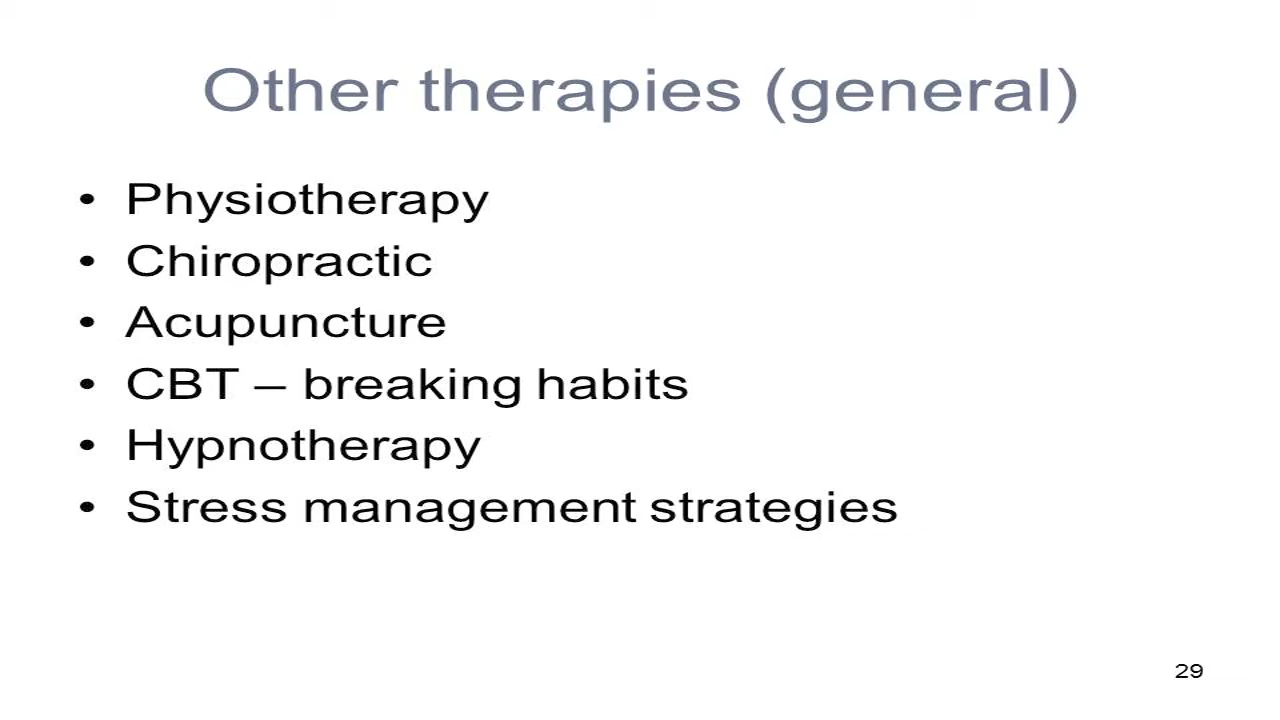 Other therapies (general)
• Physiotherapy
• Chiropractic
• Acupuncture
• CBT – breaking habits
• Hypnotherapy
• Stress management strategies
29